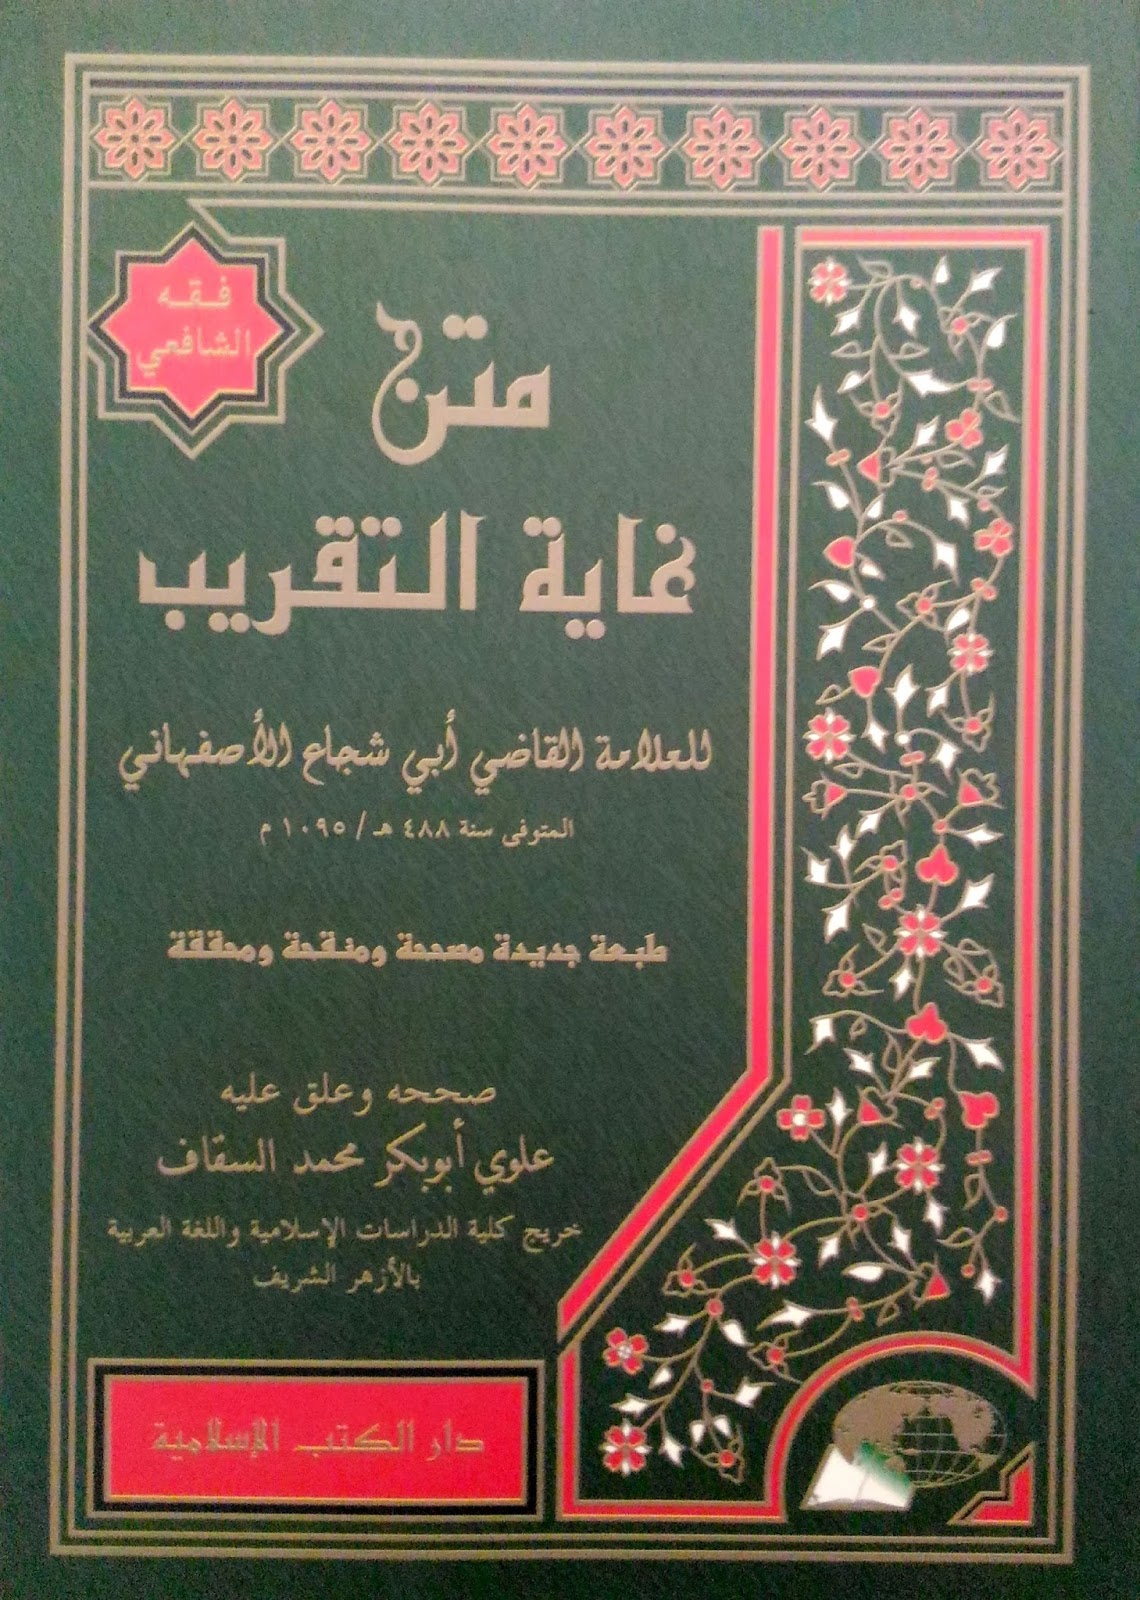 فقه
الشافعي
متن
غاية التقريب
للعلامة القاضي أبي شجاع الأصفهاني
المتوفى سنة ٤٨٨ هـ / ١٠٩٥ م
طبعة جديدة مصححة ومنقحة ومحققة
صححه وعلق عليه
علوي أبوبكر محمد السقاف
خريج كلية الدراسات الإسلامية واللغة العربية
بالأزهر الشريف
دار الكتب الإسلامية